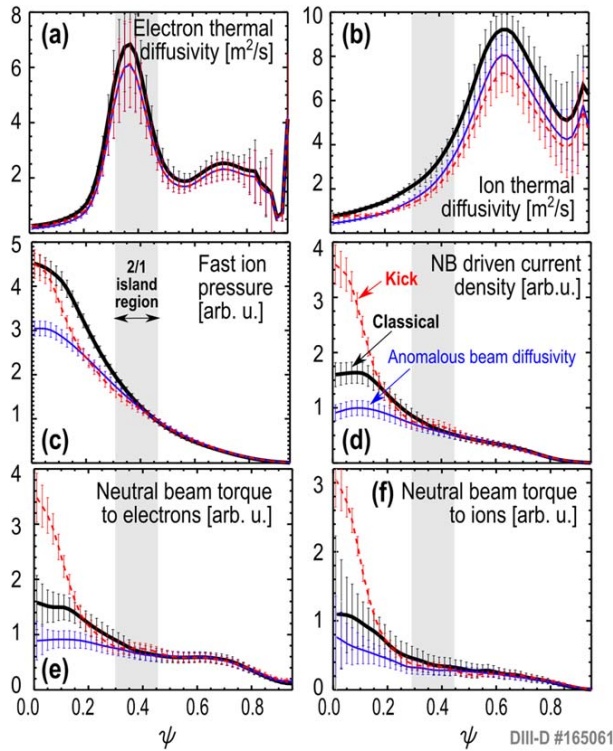 (a)
Electron thermal
diffusivity [m²/s]
8
6
4
2
(b)
10
8
6
4
2
Ion thermal
diffusivity [m²/s]
5
4
3
2
1
2/1
island
region
Fast ion
pressure
[arb. u.]
(c)
4
3
2
1
NB driven current
density [arb.u.]
Kick
Classical
Anomalous beam diffusivity
(d)
4
3
2
1
0
Neutral beam torque
to electrons [arb. u.]
(e)
0.0 0.2 0.4 0.6 0.8
ψ
3
2
1
0
(f)
Neutral beam torque
to ions [arb. u.]
0.0 0.2 0.4 0.6 0.8
ψ
DIII-D #165061